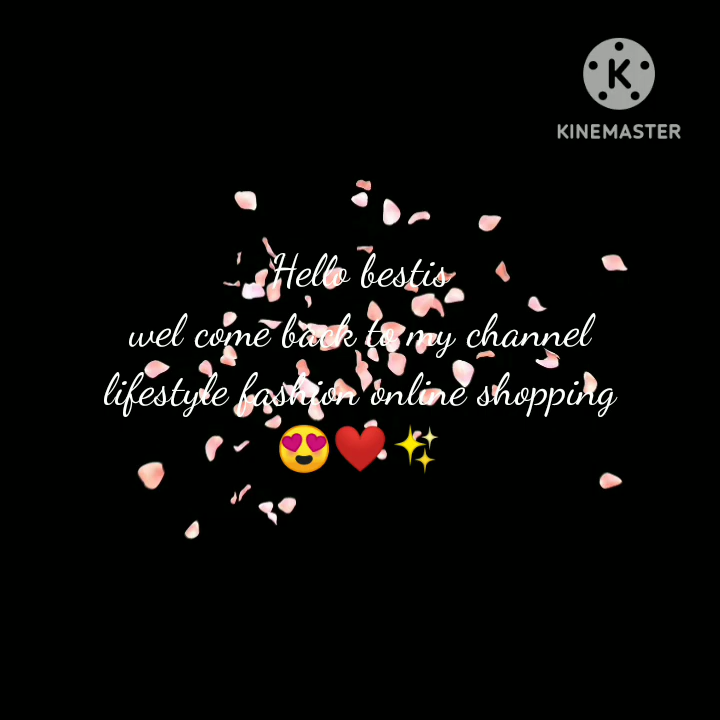 K
KINEMASTER
Hello bestis
wel come back to my channel
lifestyle fashion online shopping
😍❤️✨